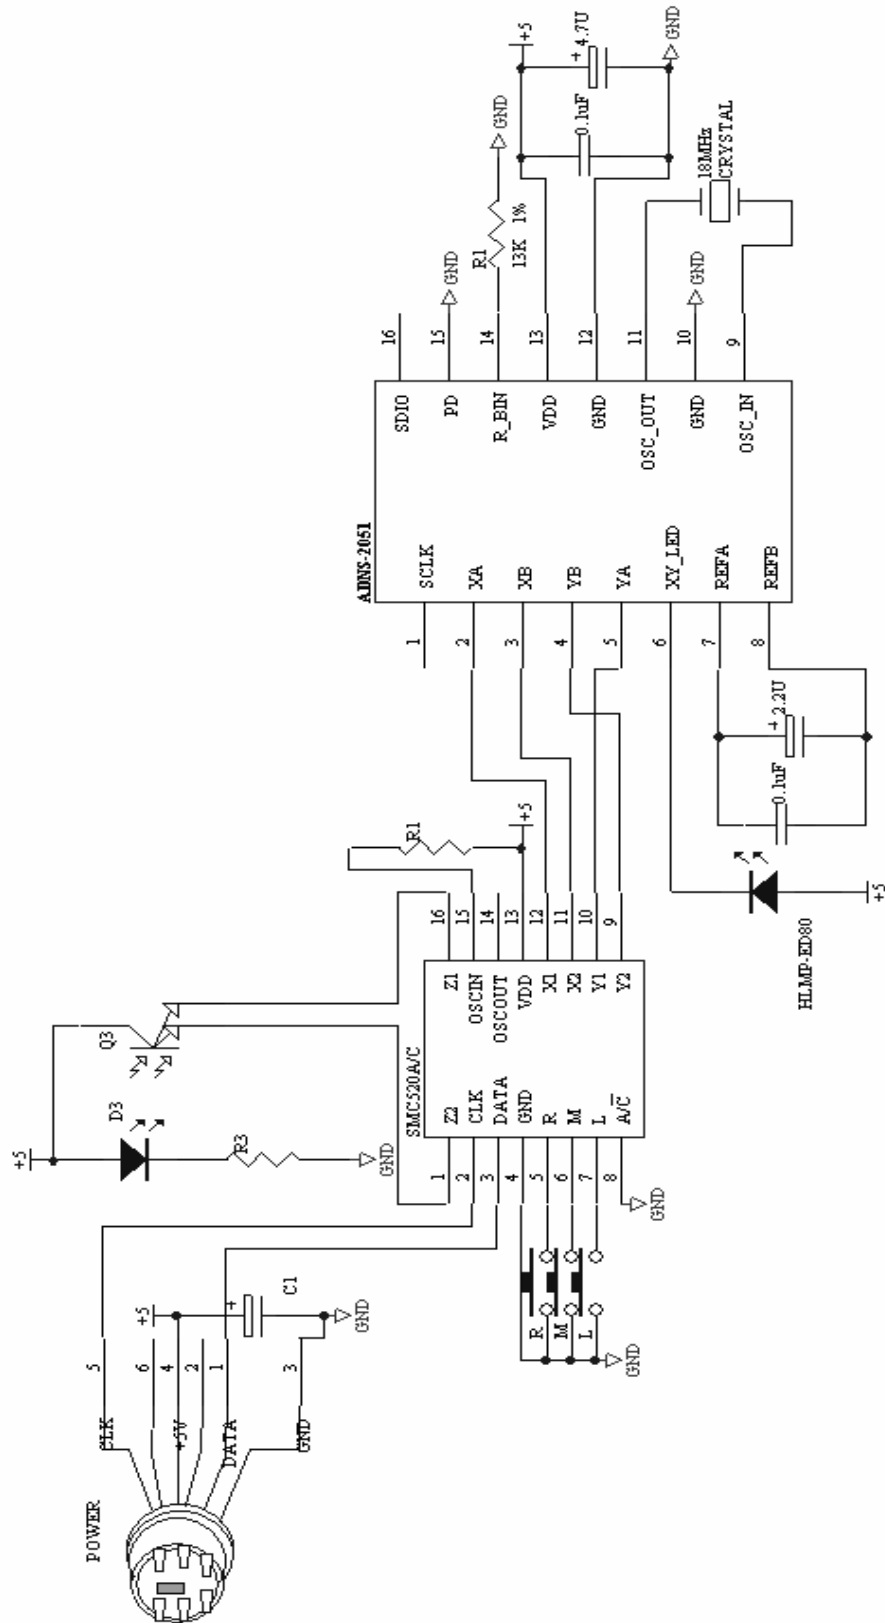 POWER
CLK
+5V
DATA
GND
5
6
4
2
1
3
+5
C1
+
GND
+5
D3
R3
GND
Q3
SMC520A/C
Z2
CLK
DATA
GND
R
M
L
A/C
1
2
3
4
5
6
7
8
GND
R
M
L
GND
Z1
OSCIN
OSCOUT
VDD
X1
X2
Y1
Y2
16
15
14
13
12
11
10
9
R1
+5
HLMP-ED80
+5
0.1uF
+ 2.2U
ADNS-2051
SCLK
XA
XB
YB
YA
XY_LED
REFA
REFB
1
2
3
4
5
6
7
8
SDIO
PD
R_BIN
VDD
GND
OSC_OUT
GND
OSC_IN
16
15
14
13
12
11
10
9
GND
R1
13K 1%
GND
+5
0.1uF
+ 4.7U
GND
GND
18MHz
CRYSTAL